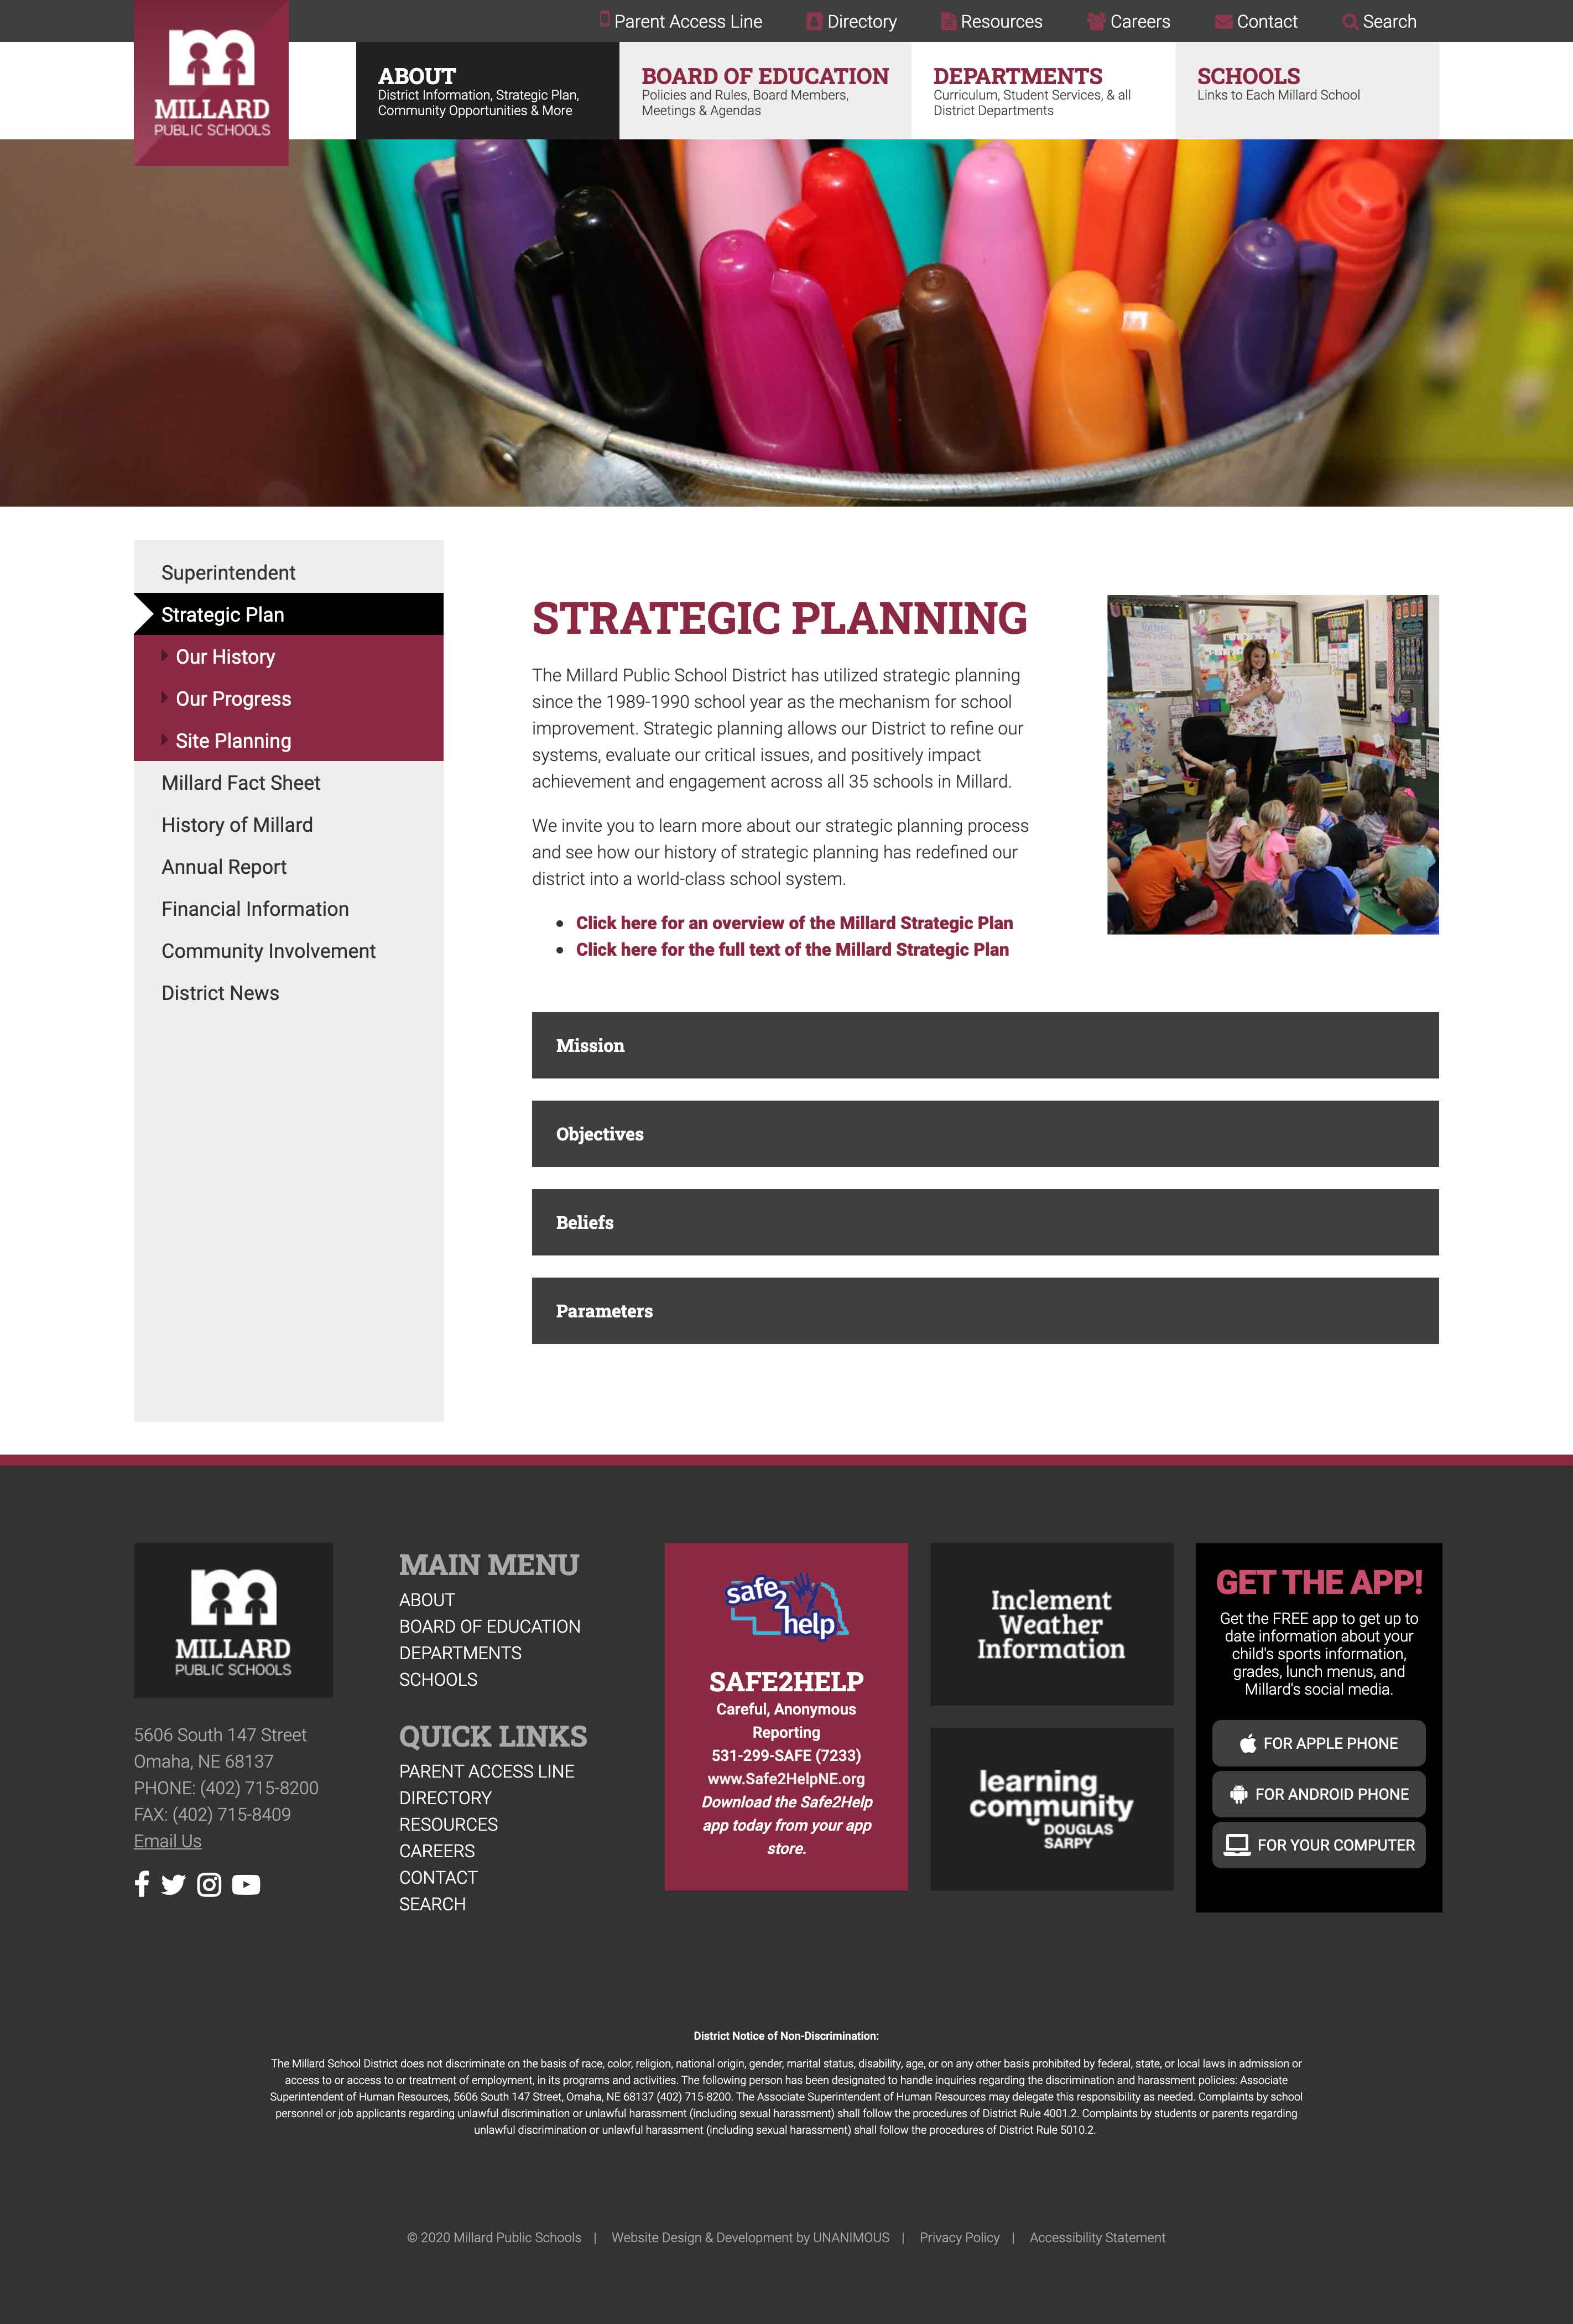 Parent Access Line
Directory
Resources
Careers
Contact
Search
MILLARD
PUBLIC SCHOOLS
ABOUT
District Information, Strategic Plan,
Community Opportunities & More
BOARD OF EDUCATION
Policies and Rules, Board Members,
Meetings & Agendas
DEPARTMENTS
Curriculum, Student Services, & all
District Departments
SCHOOLS
Links to Each Millard School
Superintendent
Strategic Plan
Our History
Our Progress
Site Planning
Millard Fact Sheet
History of Millard
Annual Report
Financial Information
Community Involvement
District News
STRATEGIC PLANNING
The Millard Public School District has utilized strategic planning
since the 1989-1990 school year as the mechanism for school
improvement. Strategic planning allows our District to refine our
systems, evaluate our critical issues, and positively impact
achievement and engagement across all 35 schools in Millard.
We invite you to learn more about our strategic planning process
and see how our history of strategic planning has redefined our
district into a world-class school system.
Click here for an overview of the Millard Strategic Plan
Click here for the full text of the Millard Strategic Plan
Mission
Objectives
Beliefs
Parameters
MILLARD
PUBLIC SCHOOLS
5606 South 147 Street
Omaha, NE 68137
PHONE: (402) 715-8200
FAX: (402) 715-8409
Email Us
MAIN MENU
ABOUT
BOARD OF EDUCATION
DEPARTMENTS
SCHOOLS
QUICK LINKS
PARENT ACCESS LINE
DIRECTORY
RESOURCES
CAREERS
CONTACT
SEARCH
safe
2
help
SAFE2HELP
Careful, Anonymous
Reporting
531-299-SAFE (7233)
www.Safe2HelpNE.org
Download the Safe2Help
app today from your app
store.
Inclement
Weather
Information
learning
community
DOUGLAS
SARPY
GET THE APP!
Get the FREE app to get up to
date information about your
child's sports information,
grades, lunch menus, and
Millard's social media.
FOR APPLE PHONE
FOR ANDROID PHONE
FOR YOUR COMPUTER
District Notice of Non-Discrimination:
The Millard School District does not discriminate on the basis of race, color, religion, national origin, gender, marital status, disability, age, or on any other basis prohibited by federal, state, or local laws in admission or
access to or access to or treatment of employment, in its programs and activities. The following person has been designated to handle inquiries regarding the discrimination and harassment policies: Associate
Superintendent of Human Resources, 5606 South 147 Street, Omaha, NE 68137 (402) 715-8200. The Associate Superintendent of Human Resources may delegate this responsibility as needed. Complaints by school
personnel or job applicants regarding unlawful discrimination or unlawful harassment (including sexual harassment) shall follow the procedures of District Rule 4001.2. Complaints by students or parents regarding
unlawful discrimination or unlawful harassment (including sexual harassment) shall follow the procedures of District Rule 5010.2.
© 2020 Millard Public Schools | Website Design & Development by UNANIMOUS | Privacy Policy | Accessibility Statement